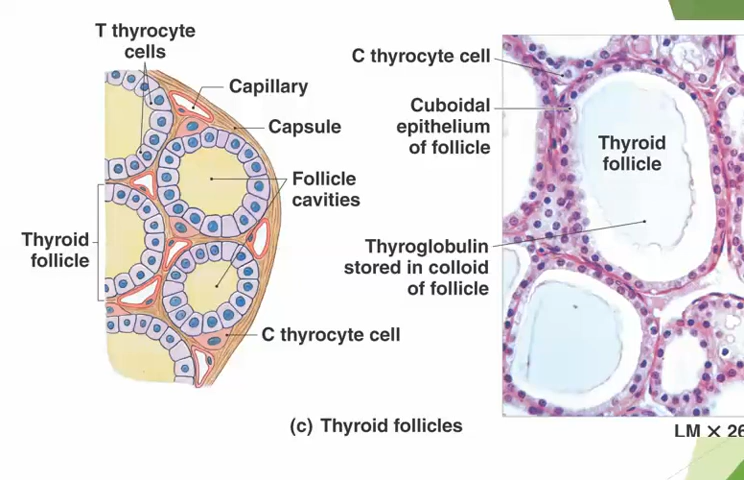 T thyrocyte
cells
Capillary
Capsule
Follicle
cavities
Thyroid
follicle
C thyrocyte cell
C thyrocyte cell
Cuboidal
epithelium
of follicle
Thyroid
follicle
Thyroglobulin
stored in colloid
of follicle
(c) Thyroid follicles
LM × 26